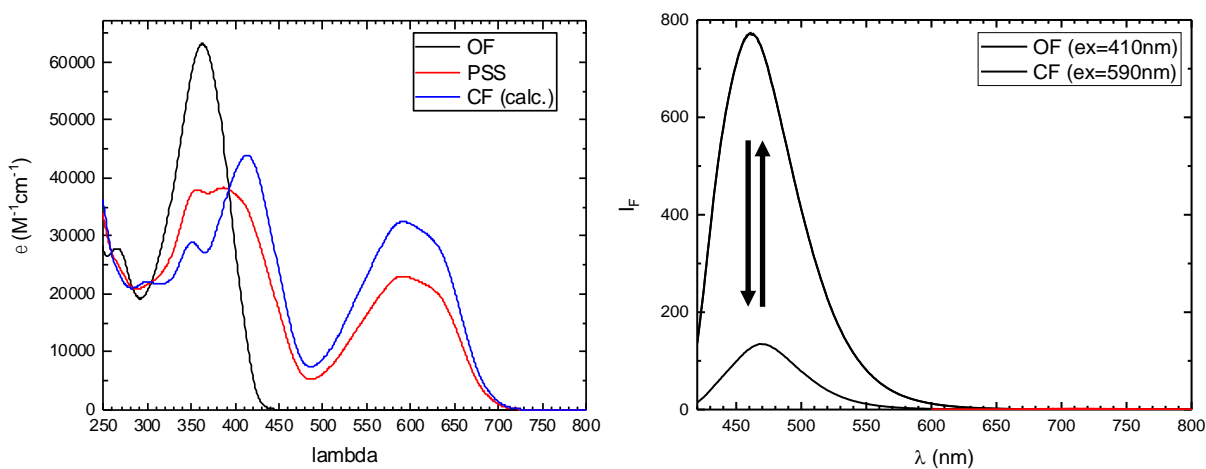 OF
PSS
CF (calc.)
60000
50000
40000
30000
20000
10000
0
e (M⁻¹cm⁻¹)
250 300 350 400 450 500 550 600 650 700 750 800
lambda
OF (ex=410nm)
CF (ex=590nm)
800
600
400
200
0
I_F
450 500 550 600 650 700 750 800
λ (nm)